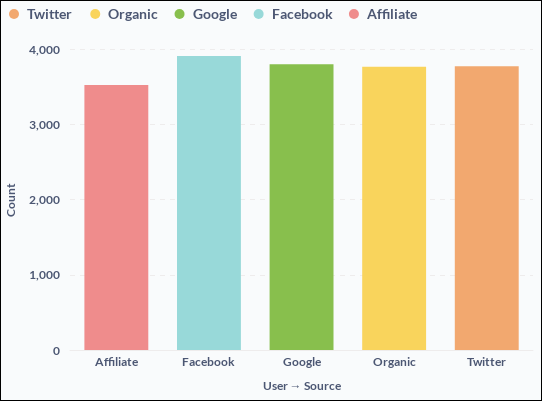 Twitter Organic Google Facebook Affiliate
4,000
3,000
2,000
1,000
0
Count
Affiliate Facebook Google Organic Twitter
User → Source